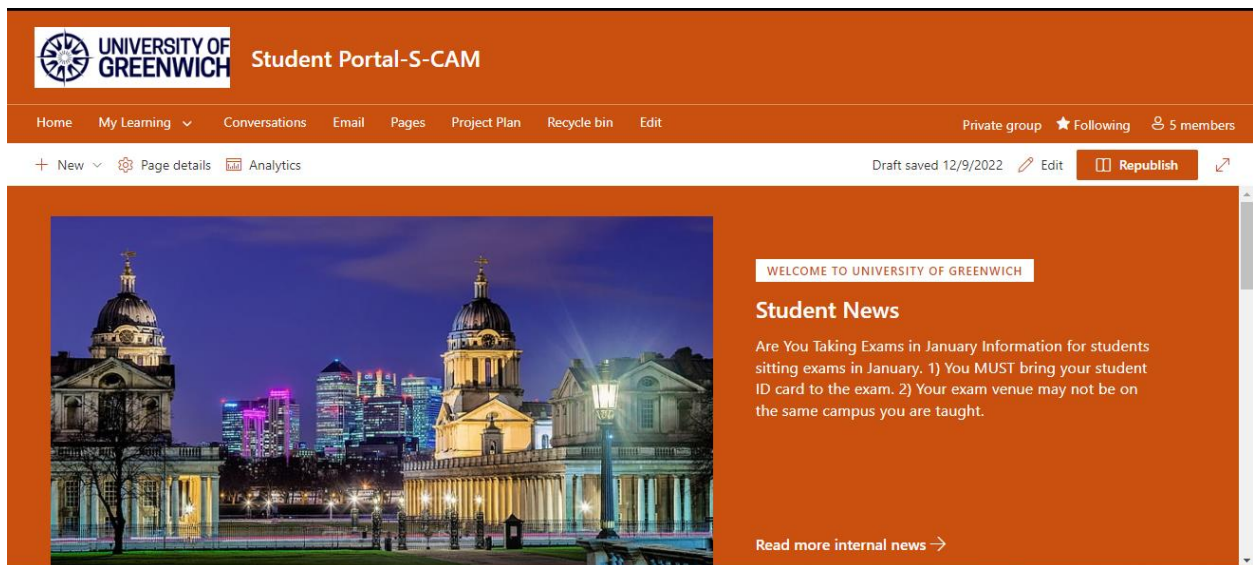 UNIVERSITY OF
GREENWICH
Student Portal-S-CAM
Home My Learning Conversations Email Pages Project Plan Recycle bin Edit Private group Following 5 members
New Page details Analytics Draft saved 12/9/2022 Edit Republish
WELCOME TO UNIVERSITY OF GREENWICH
Student News
Are You Taking Exams in January Information for students
sitting exams in January. 1) You MUST bring your student
ID card to the exam. 2) Your exam venue may not be on
the same campus you are taught.
Read more internal news